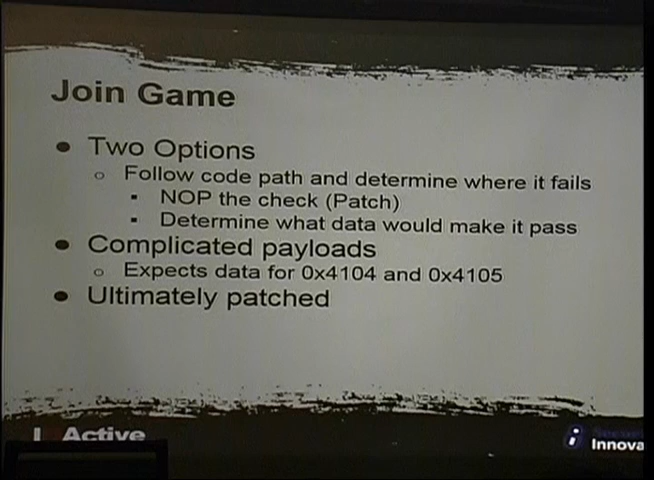 Join Game
● Two Options
○ Follow code path and determine where it fails
▪ NOP the check (Patch)
▪ Determine what data would make it pass
● Complicated payloads
○ Expects data for 0x4104 and 0x4105
● Ultimately patched
Active
Innova